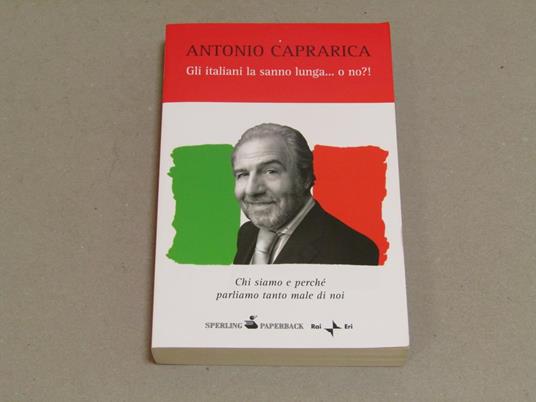 ANTONIO CAPRARICA
Gli italiani la sanno lunga... o no?!
Chi siamo e perché
parliamo tanto male di noi
SPERLING PAPERBACK Rai Eri